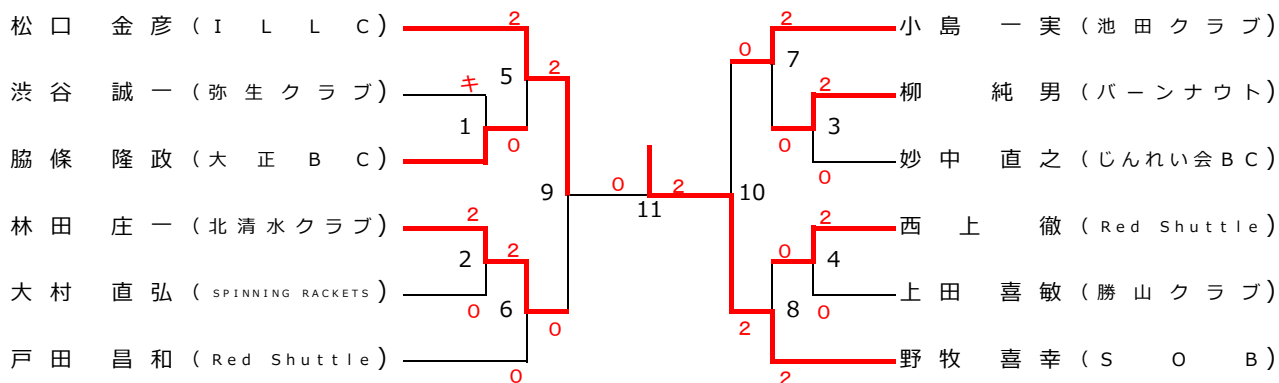 2 2
松口 金彦(ILLC) 小島 一実(池田クラブ)
5 2 0 7
渋谷 誠一(弥生クラブ) キ 2 柳 純男(バーンナウト)
1 0 3
脇條 隆政(大正BC) 0 妙中 直之(じんれい会BC)
9 0 11 2 10
林田 庄一(北清水クラブ) 2 2 西上 徹(Red Shuttle)
2 2 0 4
大村 直弘(SPINNING RACKETS) 0 0 上田 喜敏(勝山クラブ)
6 0 2 8
戸田 昌和(Red Shuttle) 野牧 喜幸(SOB)
0 2